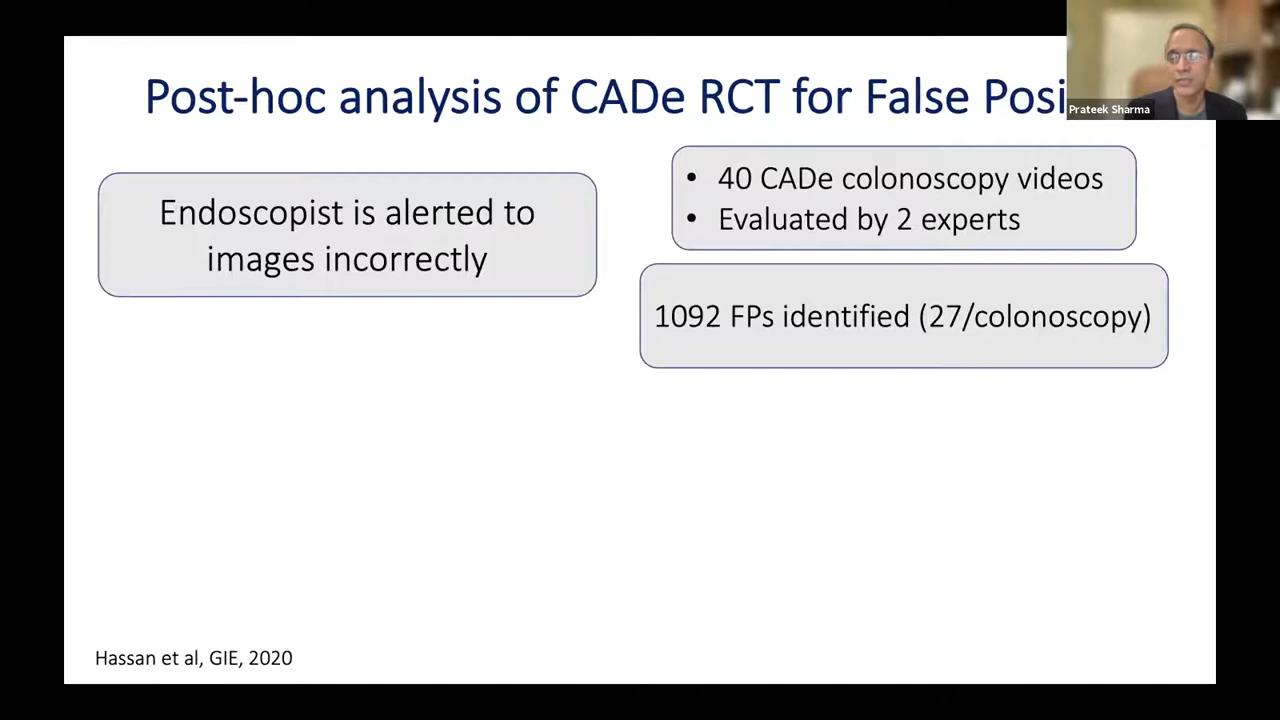 Post-hoc analysis of CADe RCT for False
Prateek Sharma
Endoscopist is alerted to
images incorrectly
• 40 CADe colonoscopy videos
• Evaluated by 2 experts
1092 FPs identified (27/colonoscopy)
Hassan et al, GIE, 2020